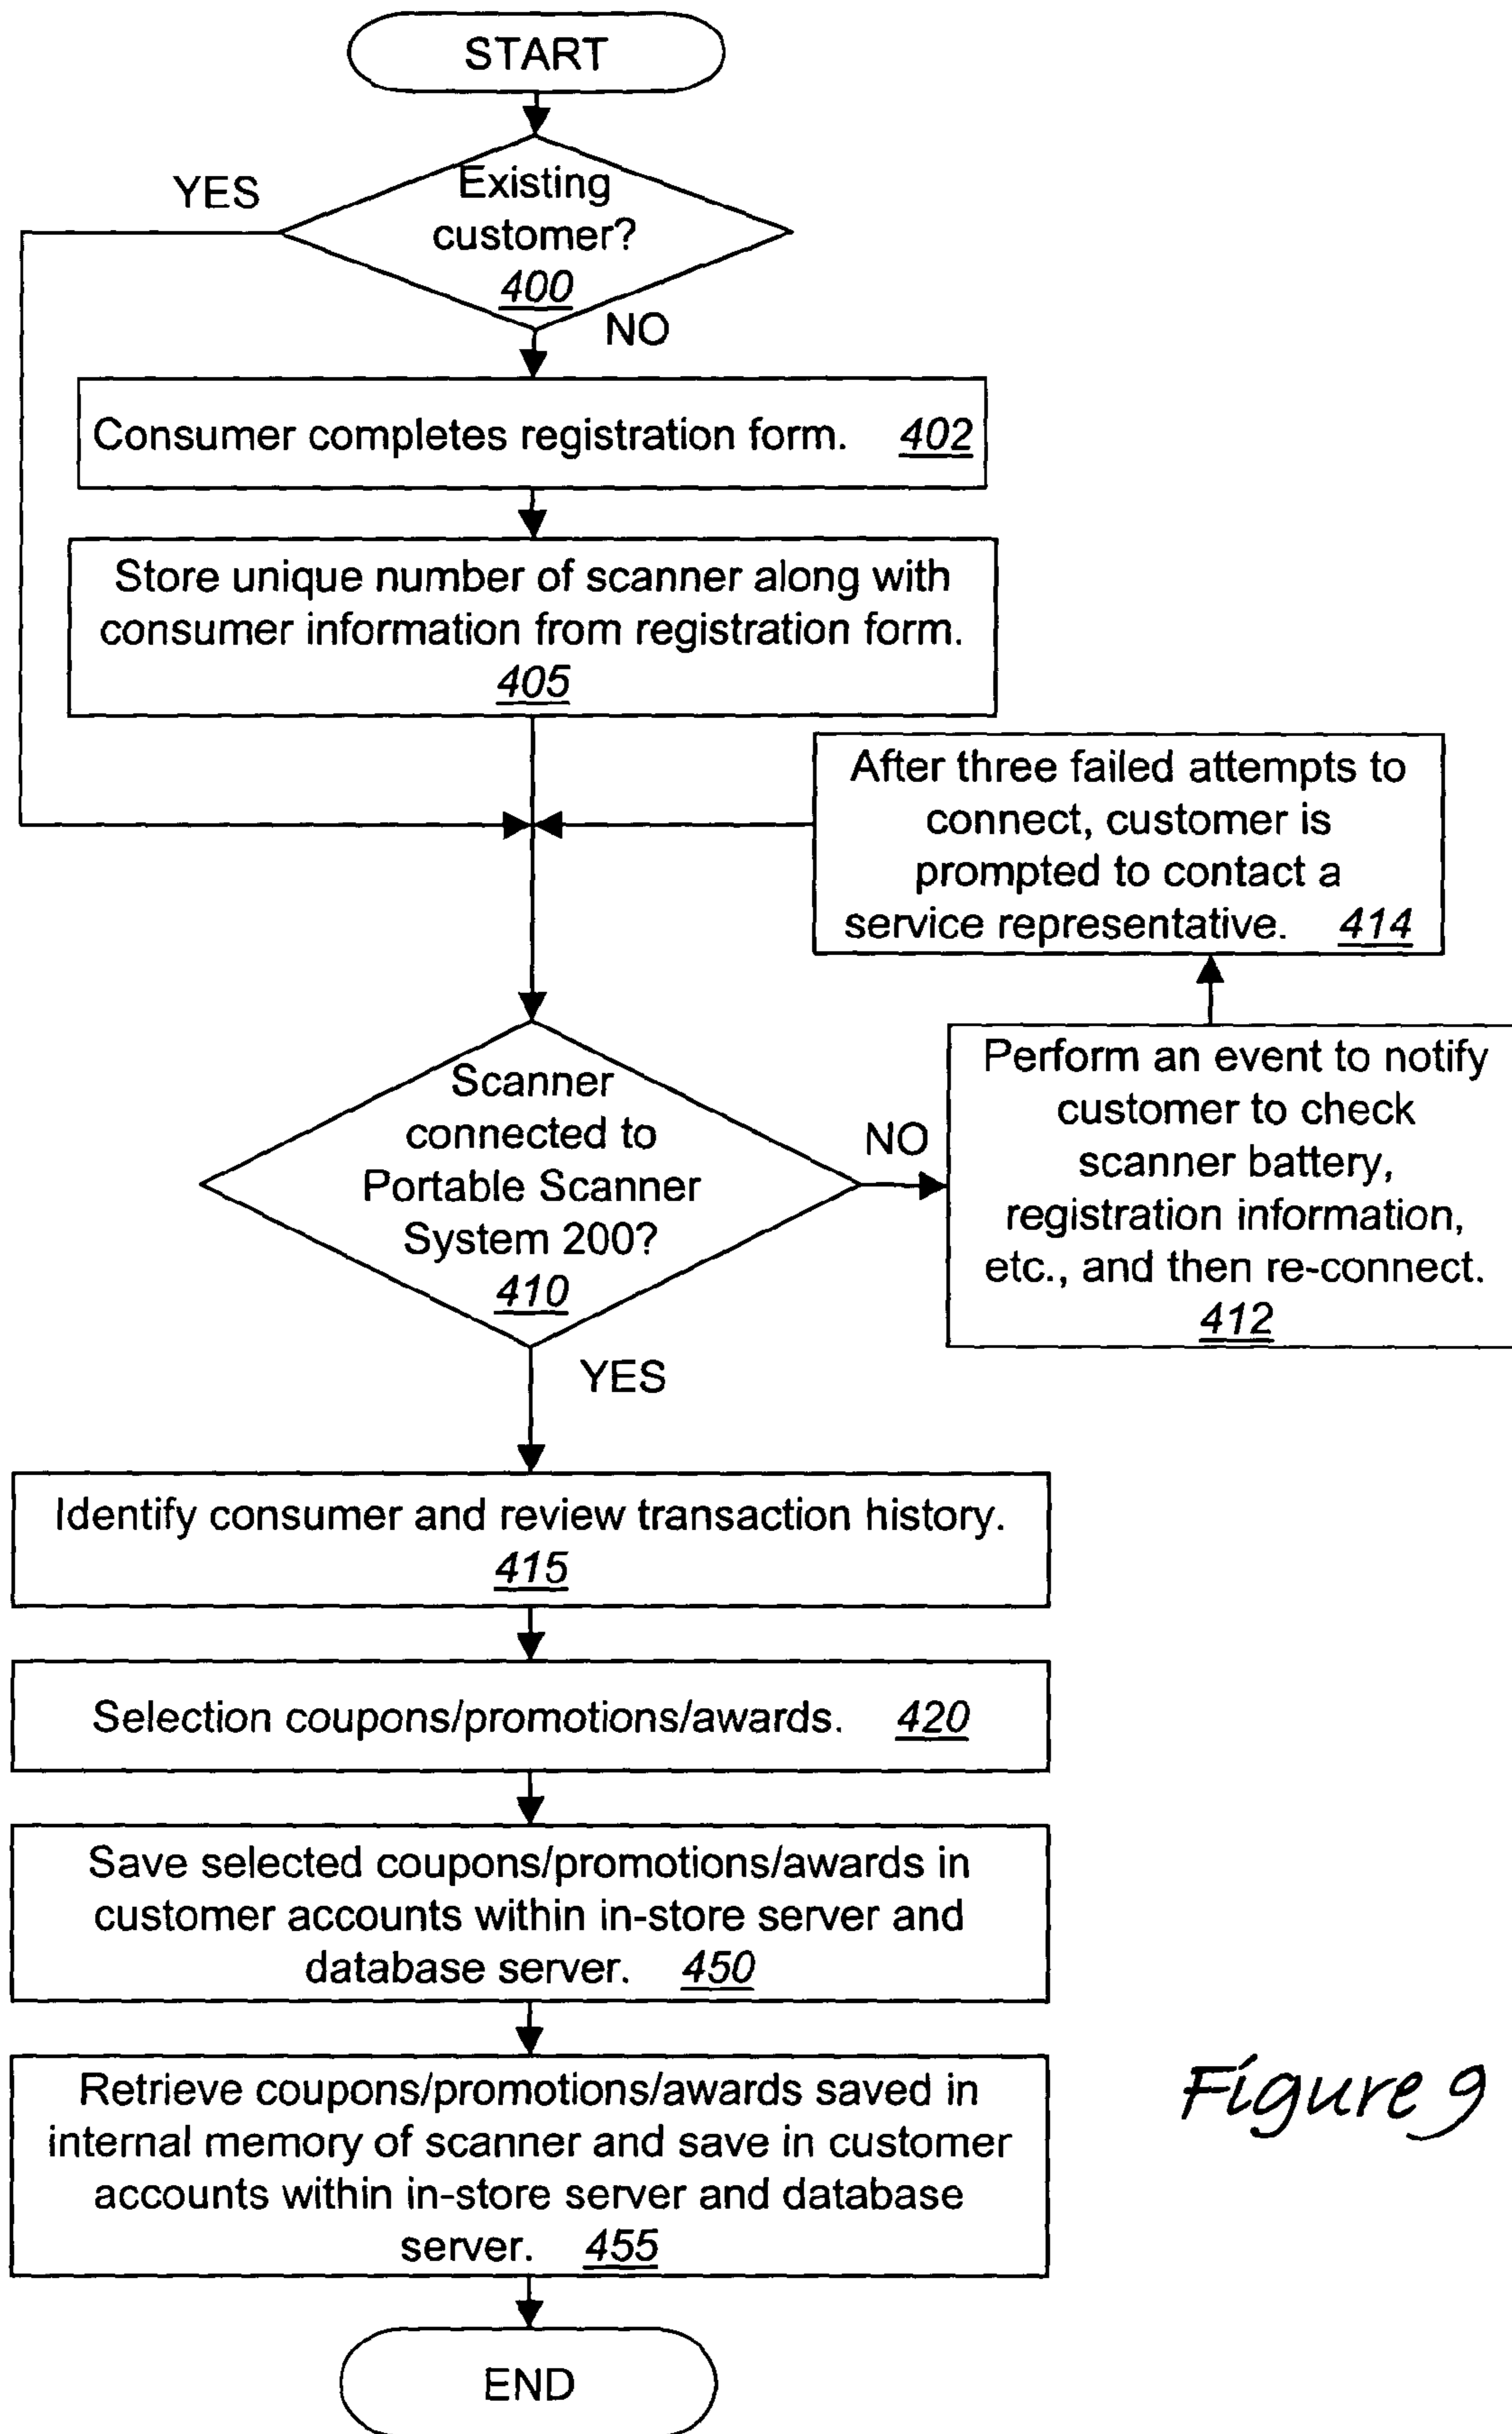 START
YES
Existing
customer?
400
NO
Consumer completes registration form. 402
Store unique number of scanner along with
consumer information from registration form.
405
After three failed attempts to
connect, customer is
prompted to contact a
service representative. 414
Scanner
connected to
Portable Scanner
System 200?
410
NO
Perform an event to notify
customer to check
scanner battery,
registration information,
etc., and then re-connect.
412
YES
Identify consumer and review transaction history.
415
Selection coupons/promotions/awards. 420
Save selected coupons/promotions/awards in
customer accounts within in-store server and
database server. 450
Retrieve coupons/promotions/awards saved in
internal memory of scanner and save in customer
accounts within in-store server and database
server. 455
END
Figure 9